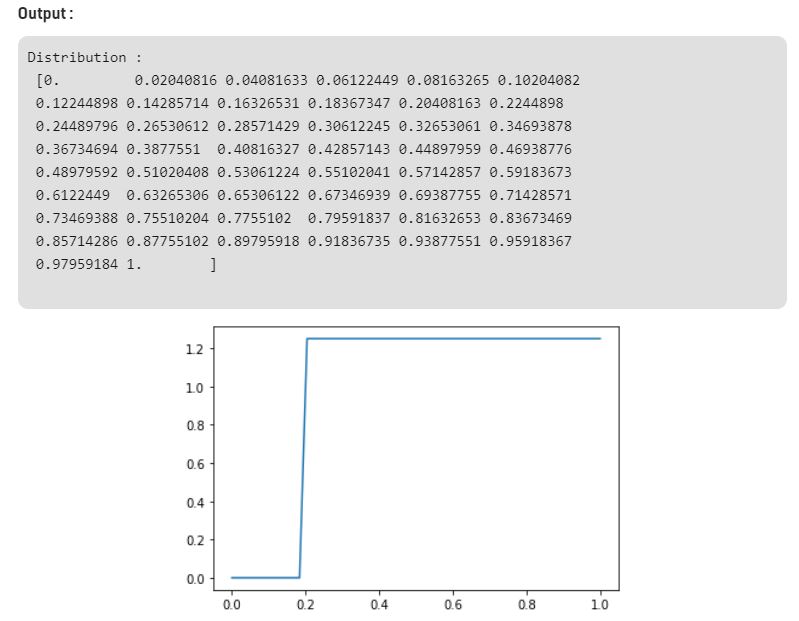 Output :
Distribution :
[0.         0.02040816 0.04081633 0.06122449 0.08163265 0.10204082
0.12244898 0.14285714 0.16326531 0.18367347 0.20408163 0.2244898
0.24489796 0.26530612 0.28571429 0.30612245 0.32653061 0.34693878
0.36734694 0.3877551  0.40816327 0.42857143 0.44897959 0.46938776
0.48979592 0.51020408 0.53061224 0.55102041 0.57142857 0.59183673
0.6122449  0.63265306 0.65306122 0.67346939 0.69387755 0.71428571
0.73469388 0.75510204 0.7755102  0.79591837 0.81632653 0.83673469
0.85714286 0.87755102 0.89795918 0.91836735 0.93877551 0.95918367
0.97959184 1.        ]
1.2
1.0
0.8
0.6
0.4
0.2
0.0
0.0 0.2 0.4 0.6 0.8 1.0